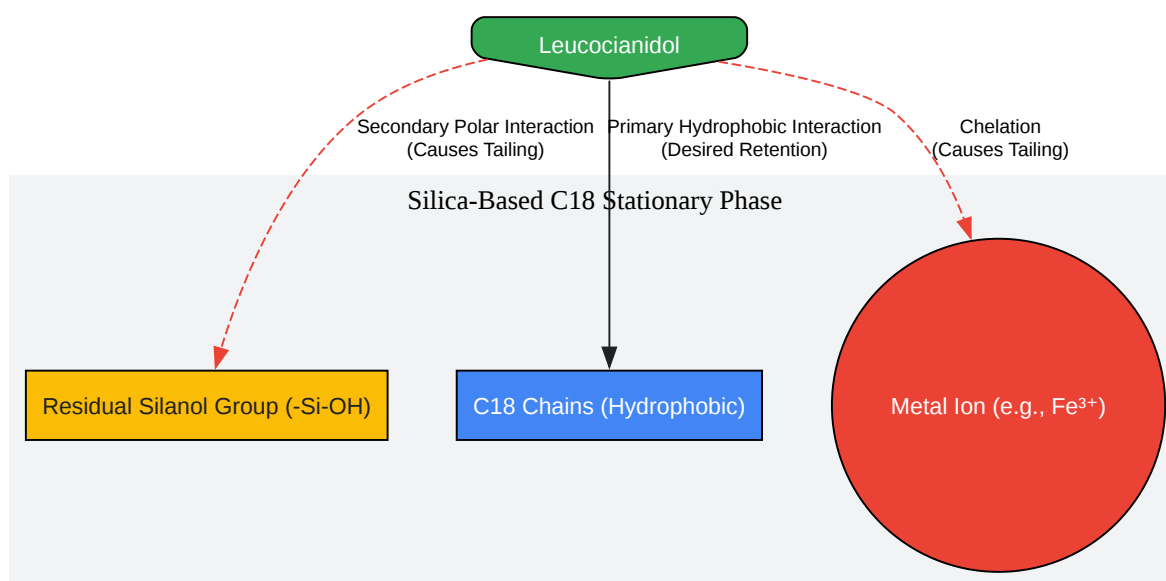 Leucocianidol
Secondary Polar Interaction
(Causes Tailing)
Primary Hydrophobic Interaction
(Desired Retention)
Chelation
(Causes Tailing)
Silica-Based C18 Stationary Phase
Residual Silanol Group (-Si-OH)
C18 Chains (Hydrophobic)
Metal Ion (e.g., Fe³⁺)